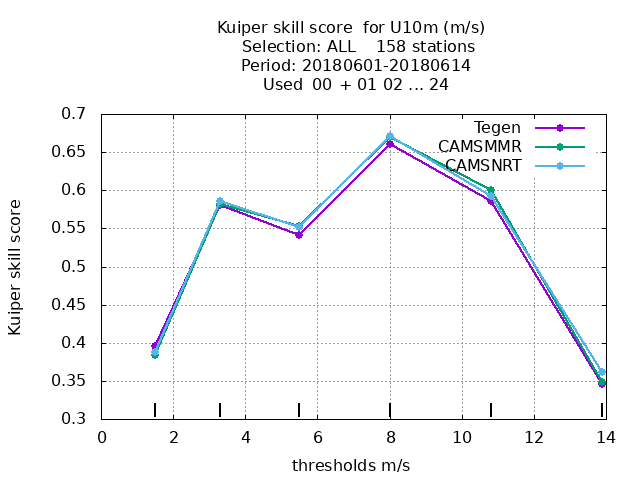 Kuiper skill score  for U10m (m/s)
Selection: ALL    158 stations
Period: 20180601-20180614
Used  00 + 01 02 ... 24
Tegen
CAMSMMR
CAMSNRT
Kuiper skill score
0.7
0.65
0.6
0.55
0.5
0.45
0.4
0.35
0.3
0 2 4 6 8 10 12 14
thresholds m/s